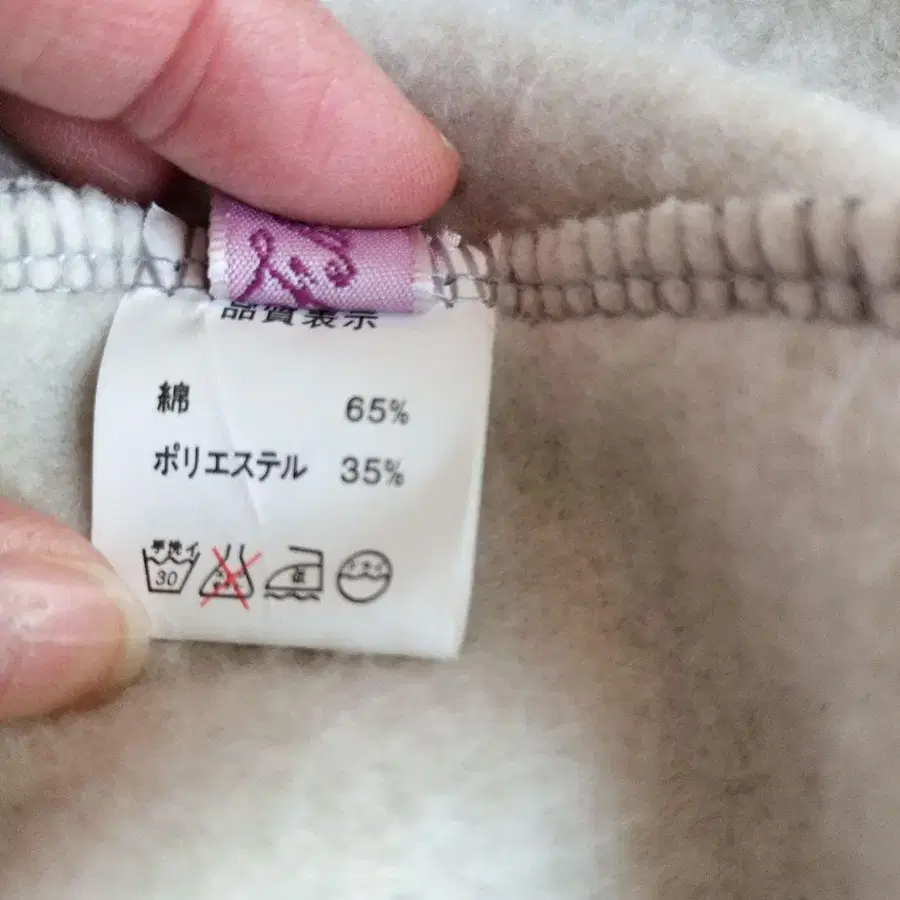 品質表示
綿 65%
ポリエステル 35%
手洗イ
30